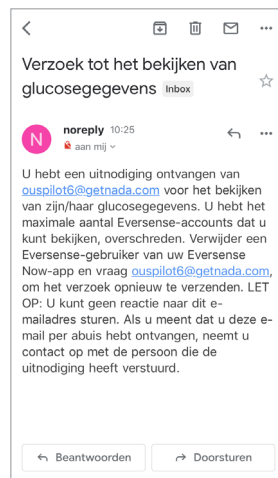 Verzoek tot het bekijken van
glucosegegevens Inbox
N
noreply 10:25
aan mij
U hebt een uitnodiging ontvangen van
ouspilot6@getnada.com voor het bekijken
van zijn/haar glucosegegevens. U hebt het
maximale aantal Eversense-accounts dat u
kunt bekijken, overschreden. Verwijder een
Eversense-gebruiker van uw Eversense
Now-app en vraag ouspilot6@getnada.com,
om het verzoek opnieuw te verzenden. LET
OP: U kunt geen reactie naar dit e-
mailadres sturen. Als u meent dat u deze e-
mail per abuis hebt ontvangen, neemt u
contact op met de persoon die de
uitnodiging heeft verstuurd.
Beantwoorden Doorsturen